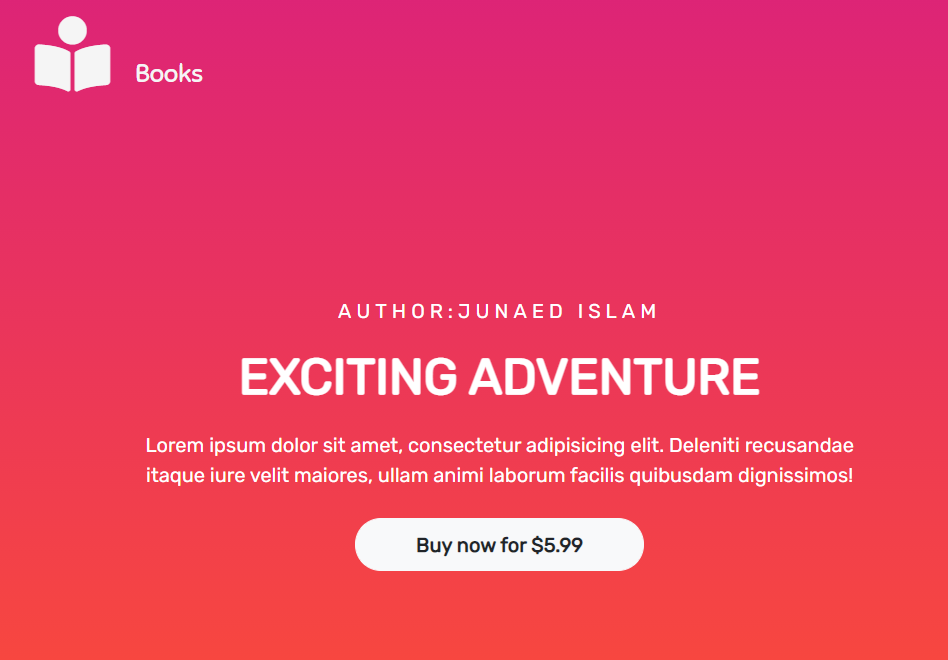 Books
AUTHOR:JUNAED ISLAM
EXCITING ADVENTURE
Lorem ipsum dolor sit amet, consectetur adipisicing elit. Deleniti recusandae
itaque iure velit maiores, ullam animi laborum facilis quibusdam dignissimos!
Buy now for $5.99